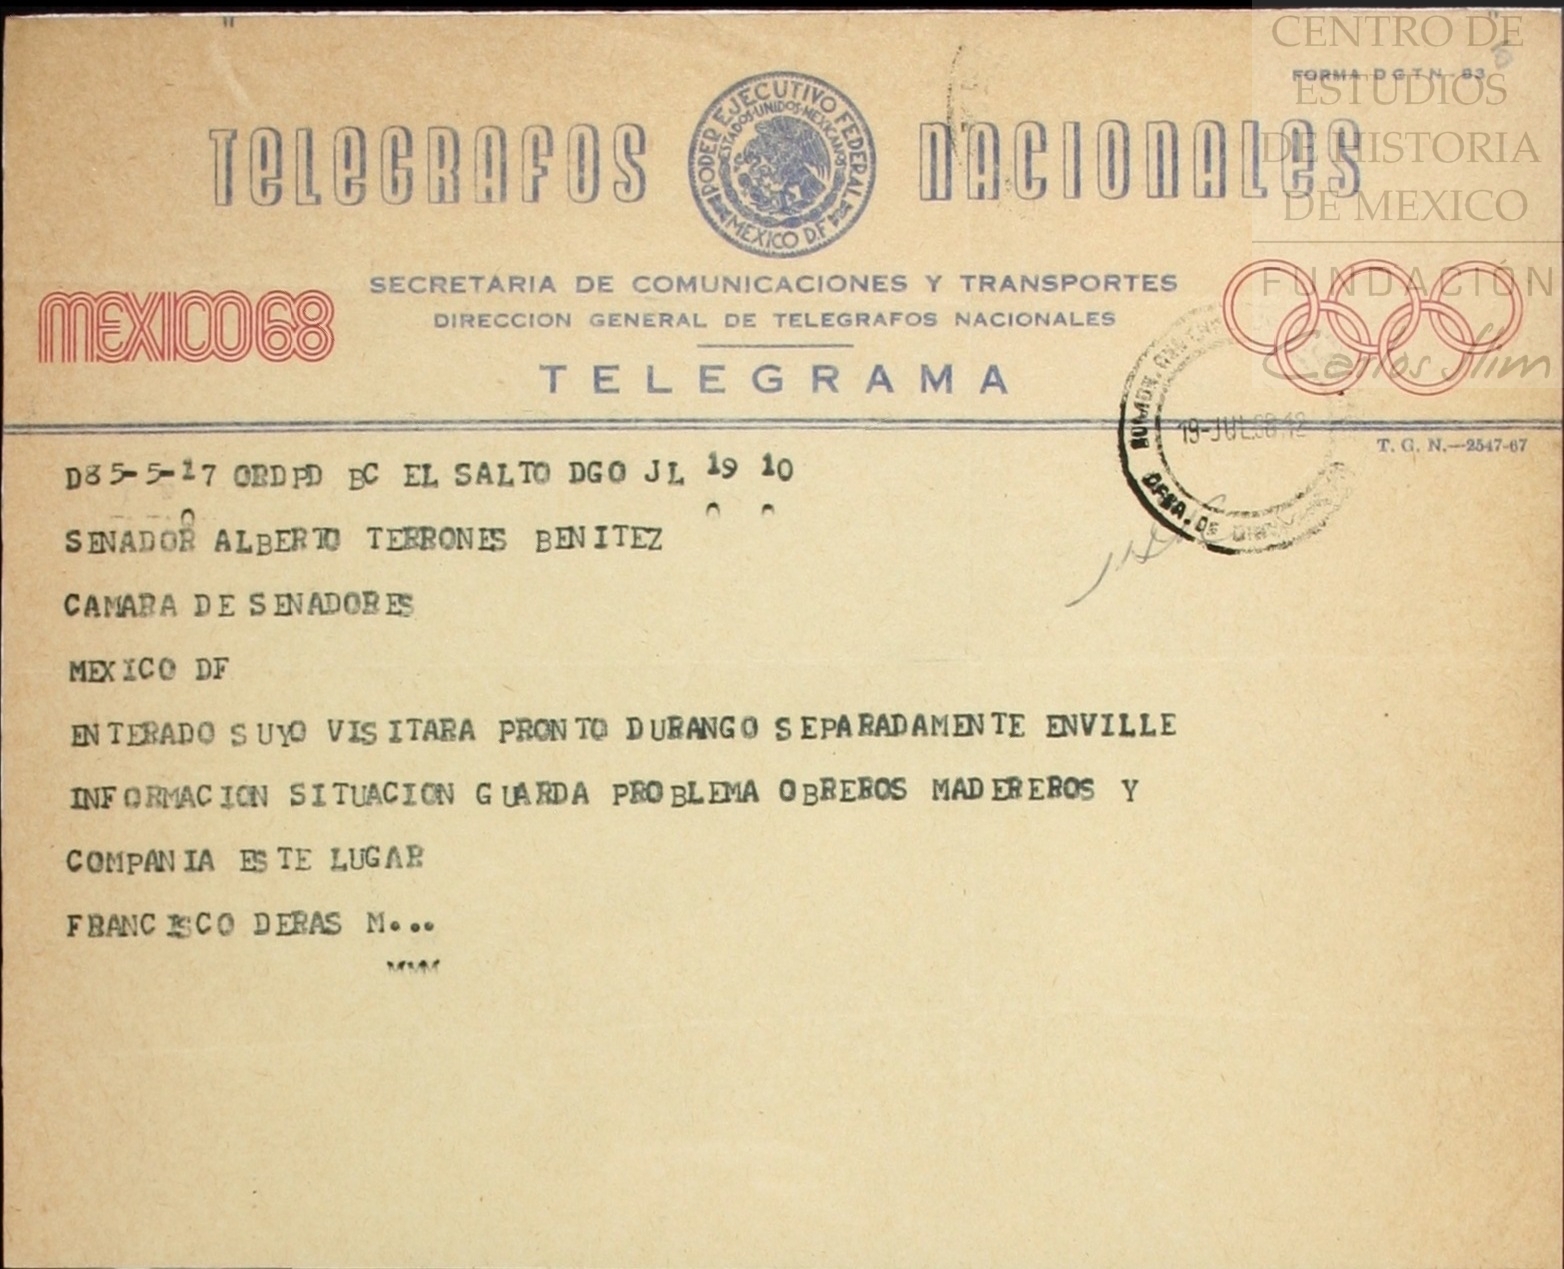 CENTRO DE
ESTUDIOS
DE HISTORIA
DE MEXICO
FUNDACIÓN
Carlos Slim
FORMA D G T N - 83
TELEGRAFOS NACIONALES
PODER EJECUTIVO FEDERAL
ESTADOS·UNIDOS·MEXICANOS
MEXICO D.F
SECRETARIA DE COMUNICACIONES Y TRANSPORTES
MEXICO68
DIRECCION GENERAL DE TELEGRAFOS NACIONALES
TELEGRAMA
19-JUL
T. G. N.—2547-67
D85-5-17 ORDPD BC EL SALTO DGO JL 19 10
SENADOR ALBERTO TERRONES BENITEZ
CAMARA DE SENADORES
MEXICO DF
ENTERADO SUYO VISITARA PRONTO DURANGO SEPARADAMENTE ENVILLE
INFORMACION SITUACION GUARDA PROBLEMA OBREROS MADEREROS Y
COMPANIA ESTE LUGAR
FRANCISCO DERAS M...